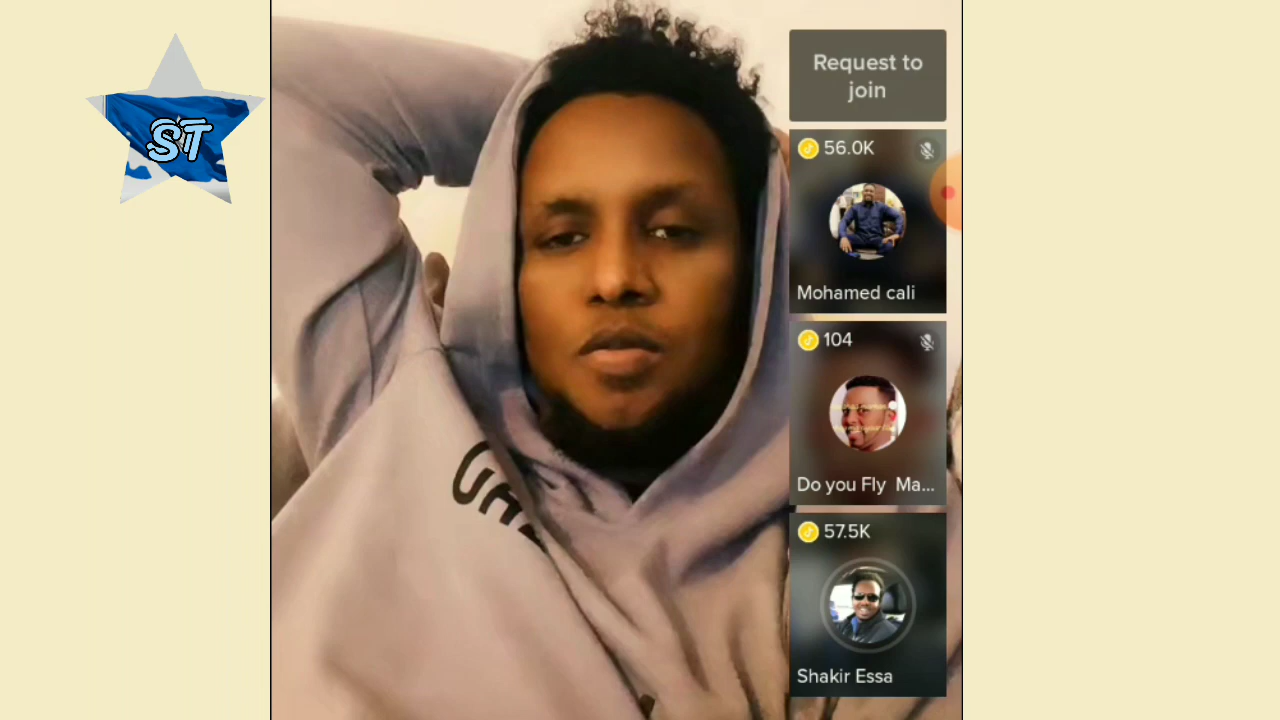 ST
Request to
join
56.0K
Mohamed cali
104
Do you Fly Ma...
57.5K
Shakir Essa